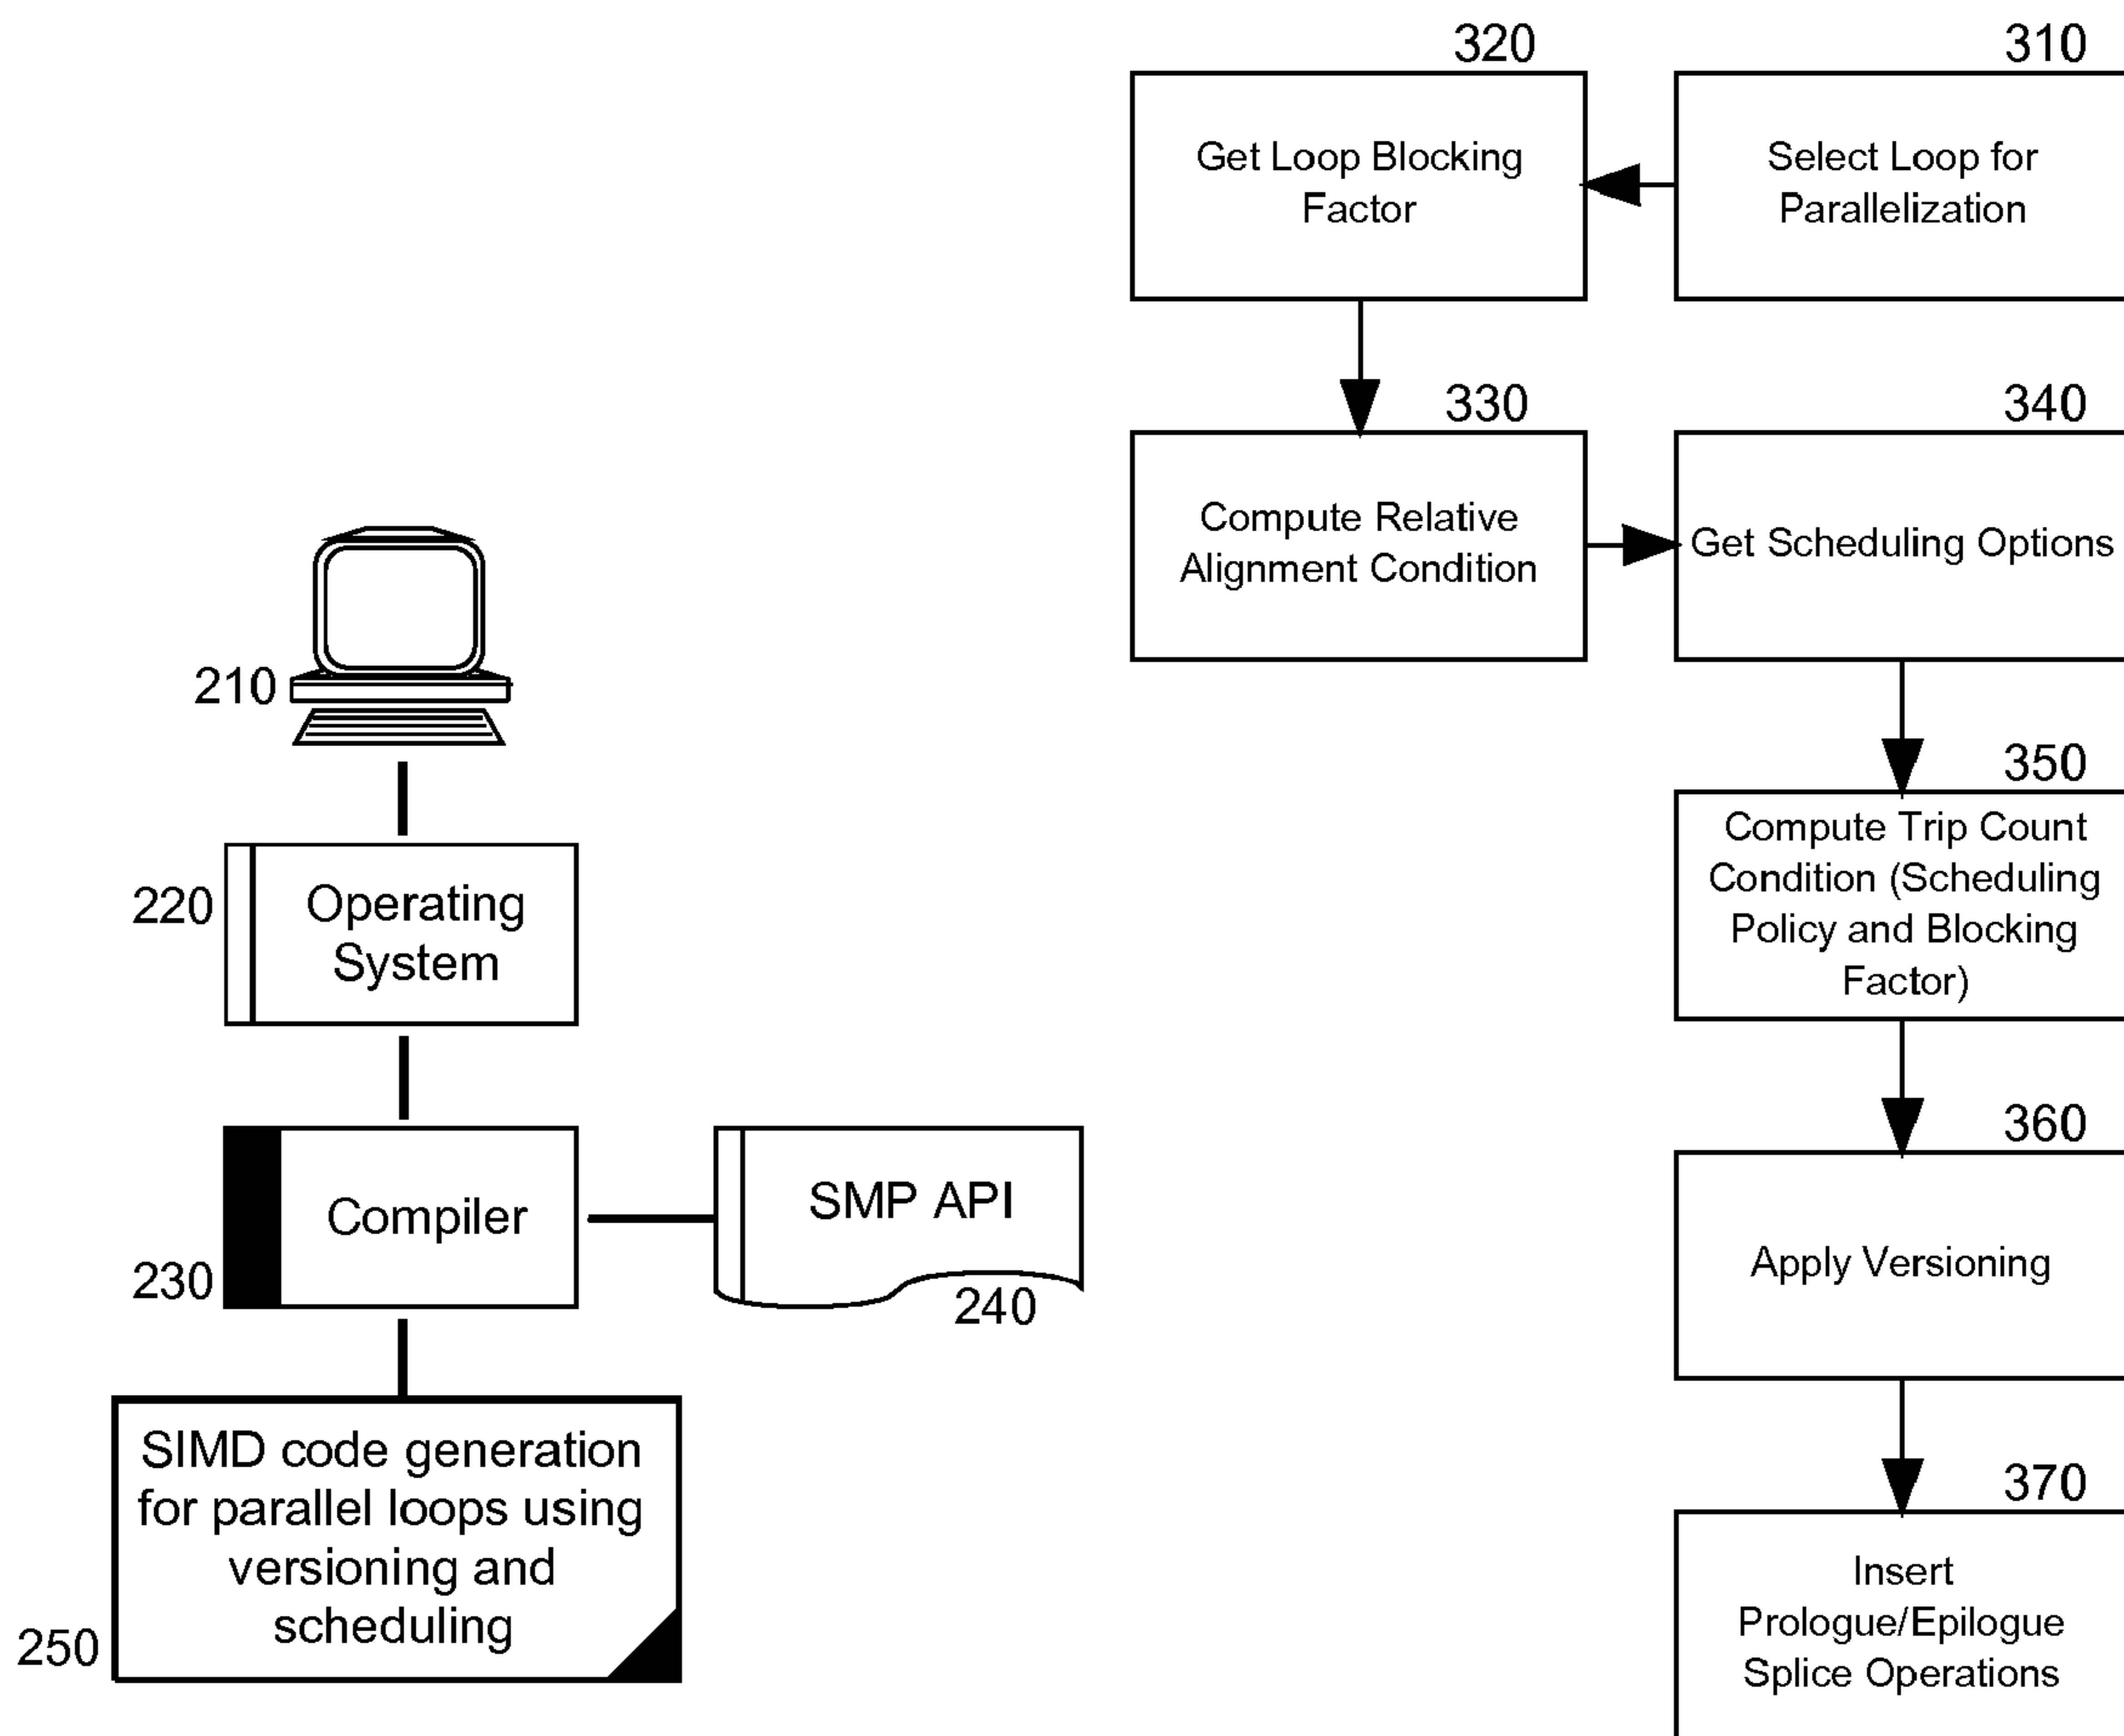 210
220
Operating
System
230
Compiler
SMP API
240
250
SIMD code generation
for parallel loops using
versioning and
scheduling
310
Select Loop for
Parallelization
320
Get Loop Blocking
Factor
330
Compute Relative
Alignment Condition
340
Get Scheduling Options
350
Compute Trip Count
Condition (Scheduling
Policy and Blocking
Factor)
360
Apply Versioning
370
Insert
Prologue/Epilogue
Splice Operations